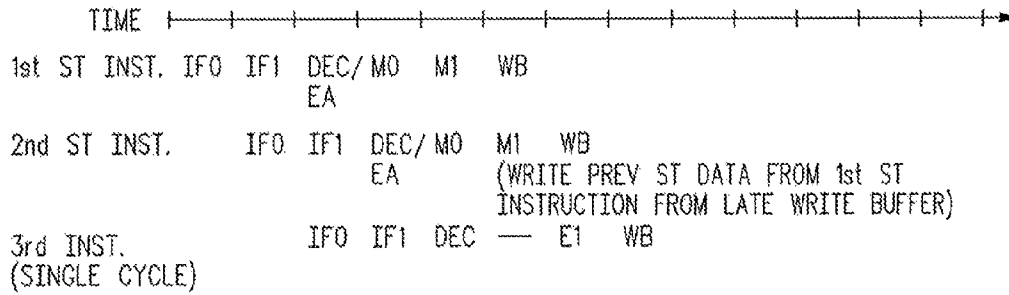 TIME
1st ST INST. IF0 IF1 DEC/ M0 M1 WB
EA
2nd ST INST. IF0 IF1 DEC/ M0 M1 WB
EA (WRITE PREV ST DATA FROM 1st ST
INSTRUCTION FROM LATE WRITE BUFFER)
3rd INST. IF0 IF1 DEC — E1 WB
(SINGLE CYCLE)